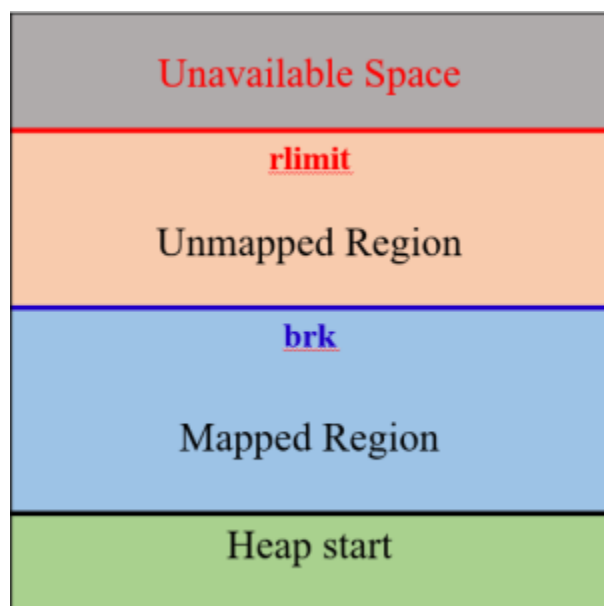 Unavailable Space
rlimit
Unmapped Region
brk
Mapped Region
Heap start